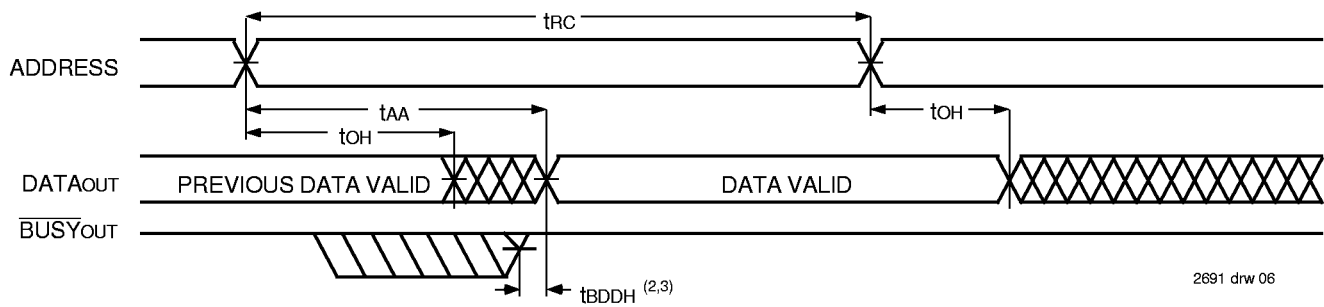 tRC
ADDRESS
tAA
tOH
tOH
DATAOUT
PREVIOUS DATA VALID
DATA VALID
BUSYOUT
tBDDH (2,3)
2691 drw 06